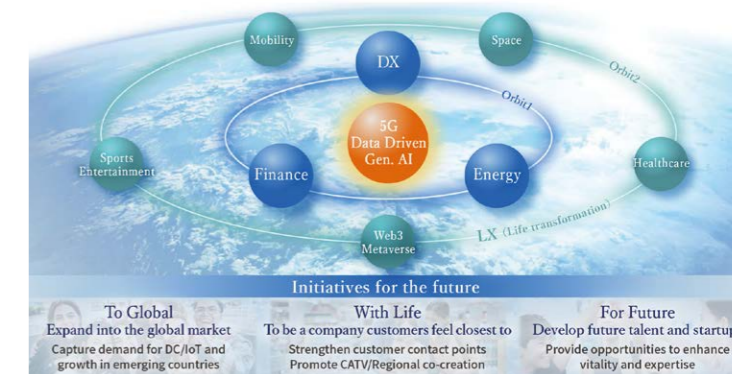 Mobility
Space
DX
Orbit2
Orbit1
5G
Data Driven
Gen. AI
Sports
Entertainment
Finance
Energy
Healthcare
Web3
Metaverse
LX (Life transformation)
Initiatives for the future
To Global
Expand into the global market
Capture demand for DC/IoT and
growth in emerging countries
With Life
To be a company customers feel closest to
Strengthen customer contact points
Promote CATV/Regional co-creation
For Future
Develop future talent and startup
Provide opportunities to enhance
vitality and expertise